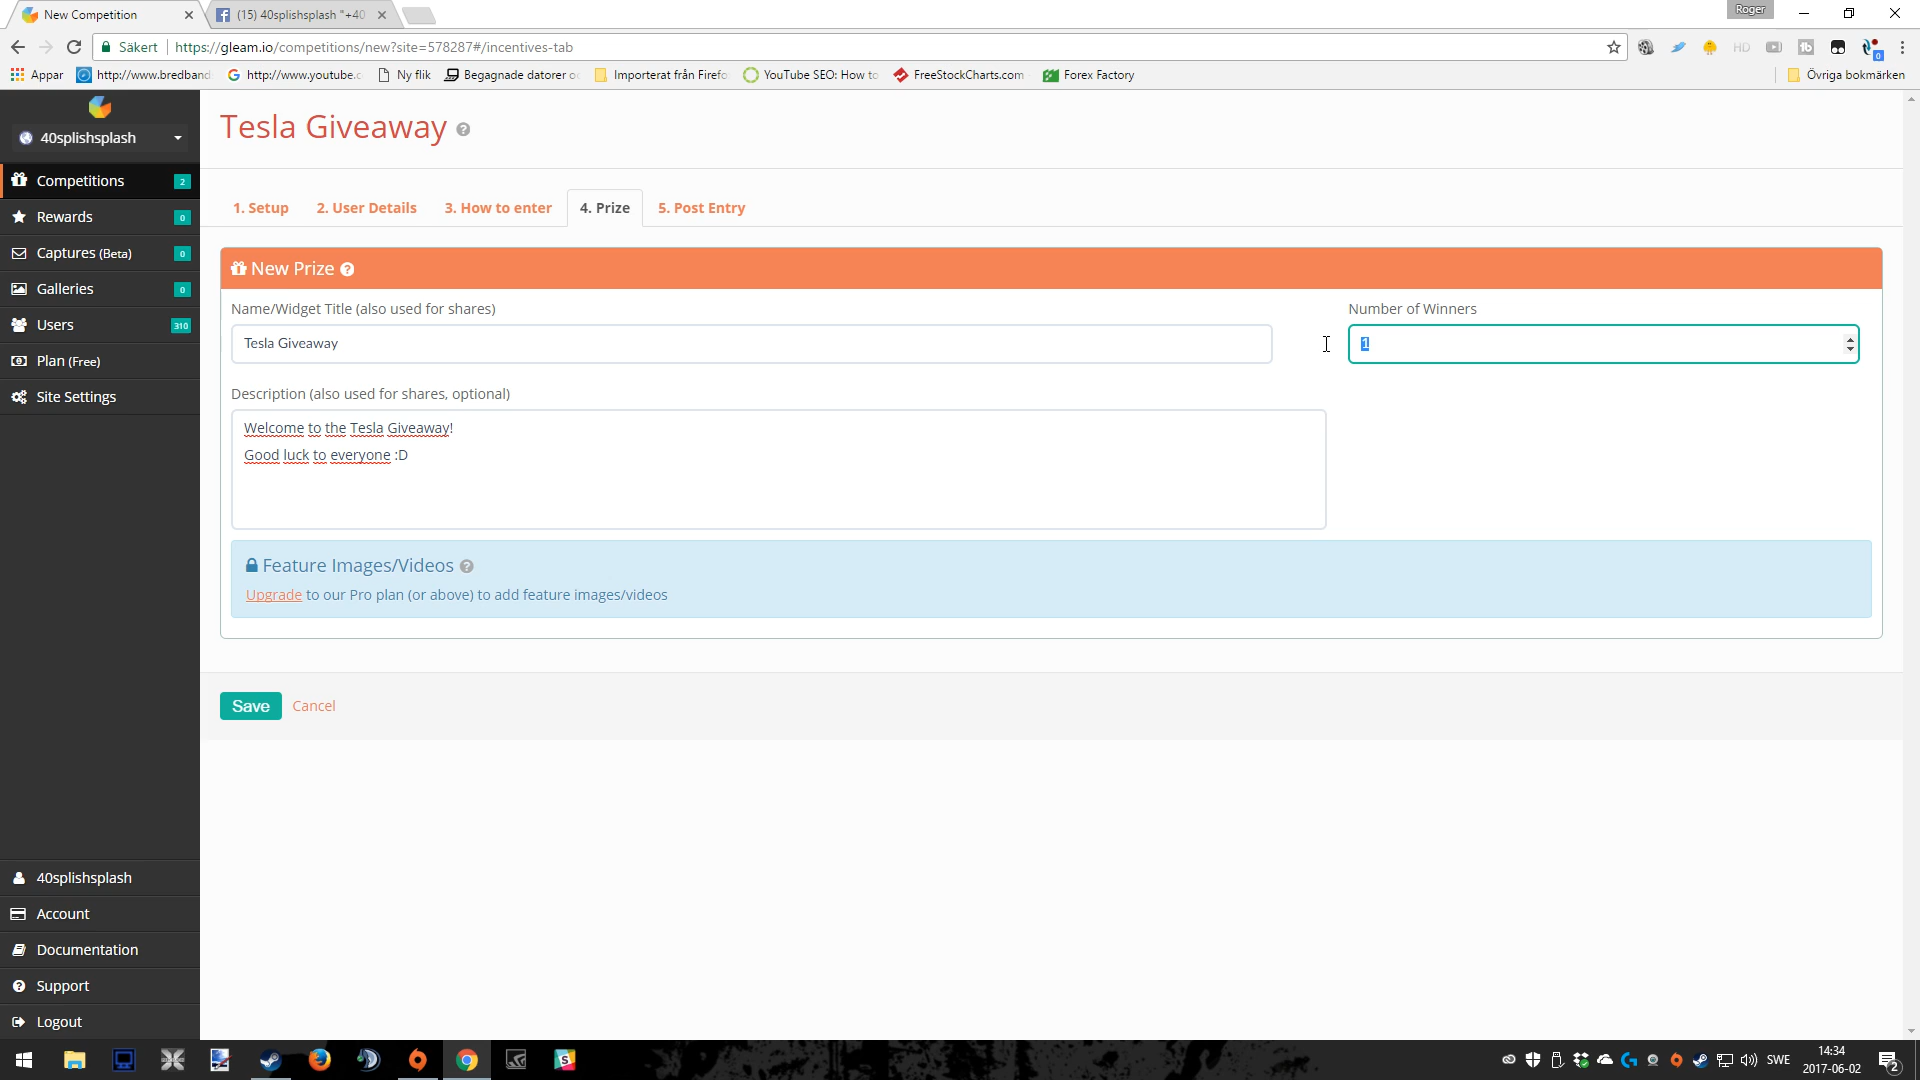 New Competition
(15) 40splishsplash "+40
Roger
Säkert
https://gleam.io/competitions/new?site=578287#/incentives-tab
HD
Appar
http://www.bredband
http://www.youtube.c
Ny flik
Begagnade datorer o
Importerat från Firefo
YouTube SEO: How to
FreeStockCharts.com
Forex Factory
Övriga bokmärken
40splishsplash
Competitions 2
Rewards 0
Captures (Beta) 0
Galleries 0
Users 310
Plan (Free)
Site Settings
Tesla Giveaway
1. Setup
2. User Details
3. How to enter
4. Prize
5. Post Entry
New Prize
Name/Widget Title (also used for shares)
Number of Winners
Tesla Giveaway
1
Description (also used for shares, optional)
Welcome to the Tesla Giveaway!
Good luck to everyone :D
Feature Images/Videos
Upgrade to our Pro plan (or above) to add feature images/videos
Save
Cancel
40splishsplash
Account
Documentation
Support
Logout
SWE
14:34
2017-06-02
2